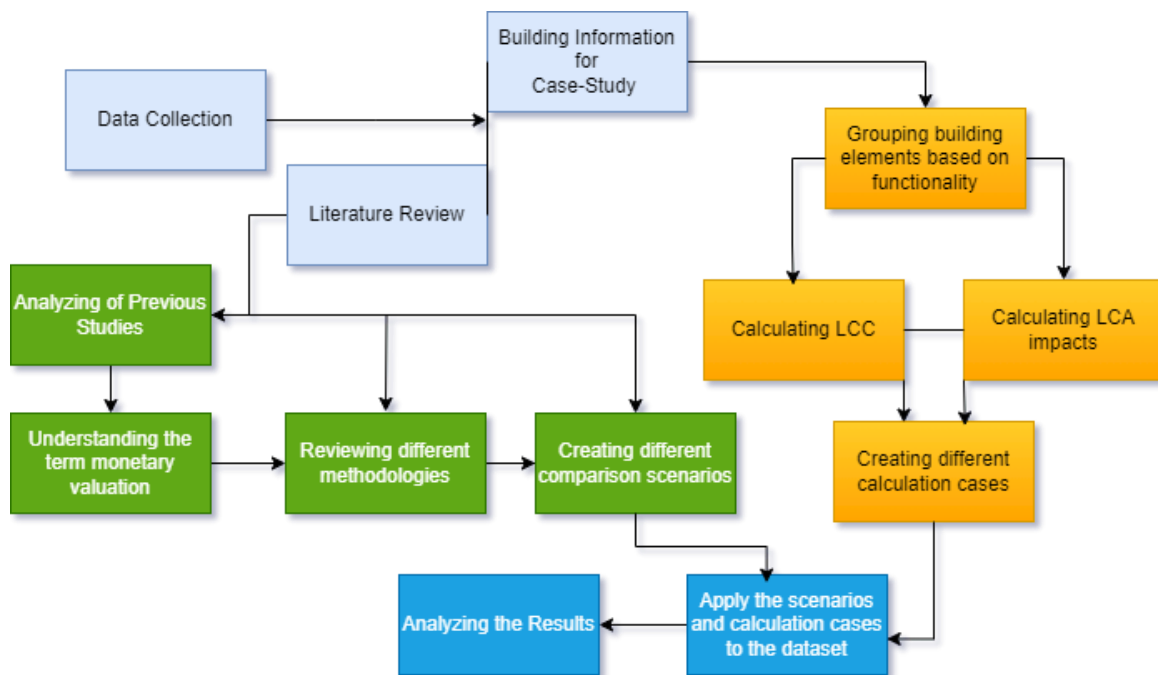 Building Information
for
Case-Study
Data Collection
Grouping building
elements based on
functionality
Literature Review
Analyzing of Previous
Studies
Calculating LCC
Calculating LCA
impacts
Understanding the
term monetary
valuation
Reviewing different
methodologies
Creating different
comparison scenarios
Creating different
calculation cases
Analyzing the Results
Apply the scenarios
and calculation cases
to the dataset